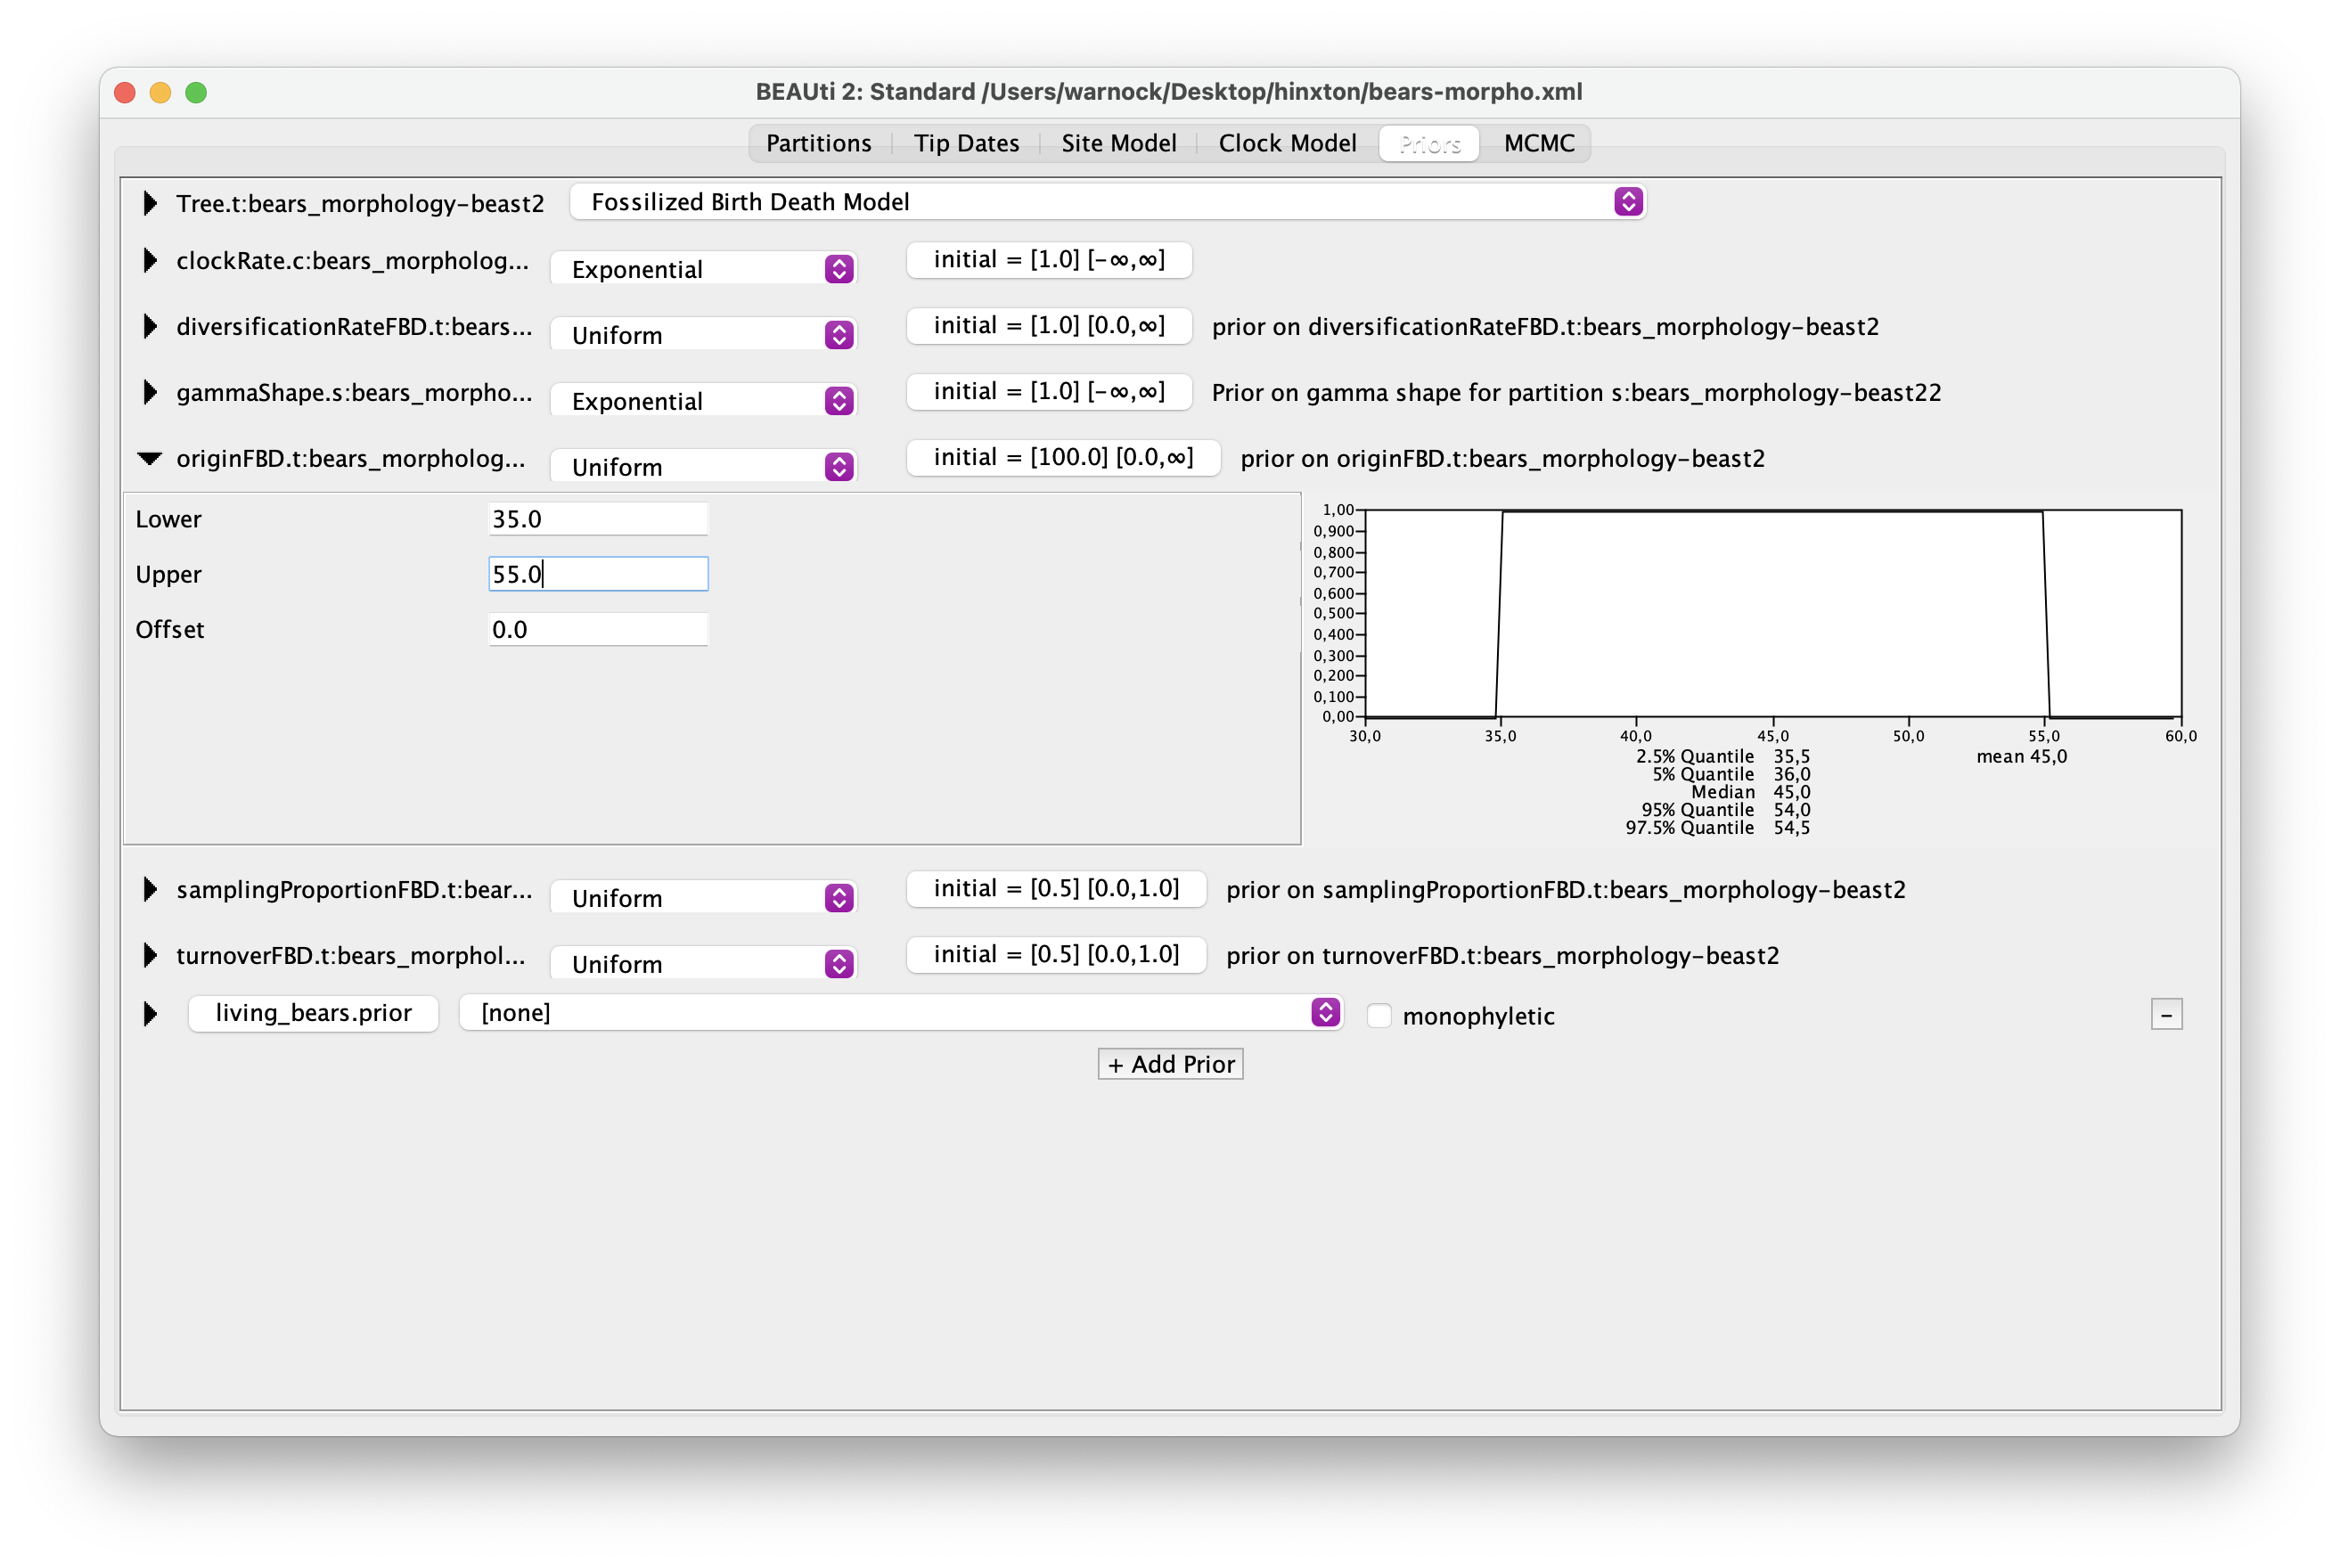 BEAUti 2: Standard /Users/warnock/Desktop/hinxton/bears-morpho.xml
Partitions Tip Dates Site Model Clock Model Priors MCMC
Tree.t:bears_morphology-beast2 Fossilized Birth Death Model
clockRate.c:bears_morpholog... Exponential initial = [1.0] [-∞,∞]
diversificationRateFBD.t:bears... Uniform initial = [1.0] [0.0,∞] prior on diversificationRateFBD.t:bears_morphology-beast2
gammaShape.s:bears_morpho... Exponential initial = [1.0] [-∞,∞] Prior on gamma shape for partition s:bears_morphology-beast22
originFBD.t:bears_morpholog... Uniform initial = [100.0] [0.0,∞] prior on originFBD.t:bears_morphology-beast2
Lower 35.0
Upper 55.0
Offset 0.0
1,00
0,900
0,800
0,700
0,600
0,500
0,400
0,300
0,200
0,100
0,00
30,0 35,0 40,0 45,0 50,0 55,0 60,0
2.5% Quantile 35,5 mean 45,0
5% Quantile 36,0
Median 45,0
95% Quantile 54,0
97.5% Quantile 54,5
samplingProportionFBD.t:bear... Uniform initial = [0.5] [0.0,1.0] prior on samplingProportionFBD.t:bears_morphology-beast2
turnoverFBD.t:bears_morphol... Uniform initial = [0.5] [0.0,1.0] prior on turnoverFBD.t:bears_morphology-beast2
living_bears.prior [none] monophyletic -
+ Add Prior